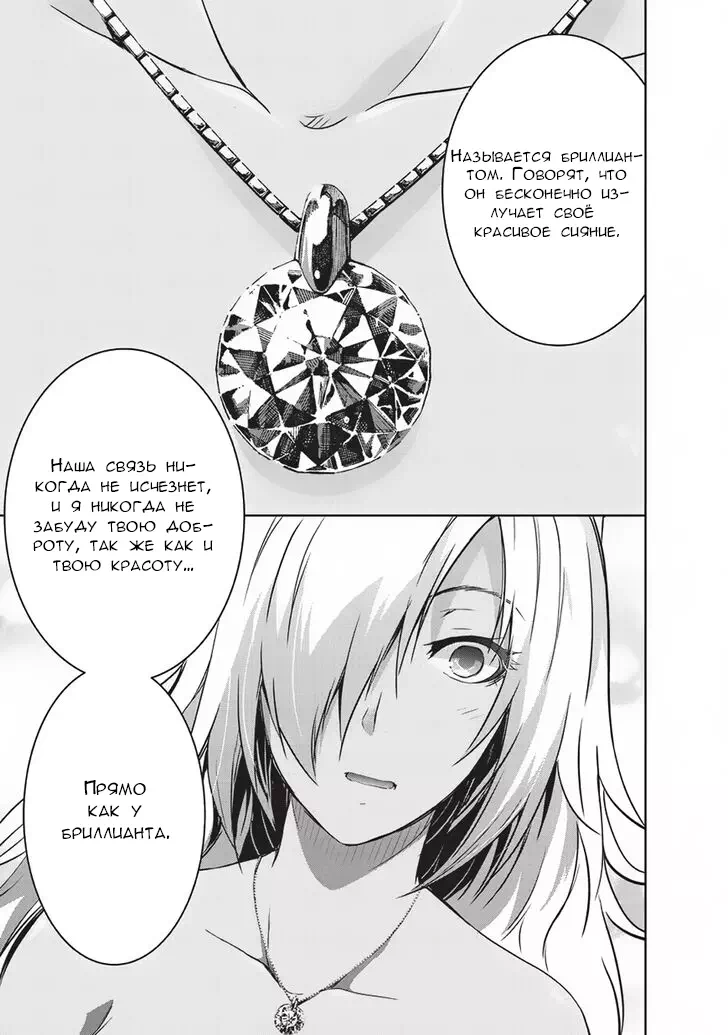 Называется бриллиан-
том. Говорят, что
он бесконечно из-
лучает своё
красивое сияние.
Наша связь ни-
когда не исчезнет,
и я никогда не
забуду твою доб-
роту, так же как и
твою красоту...
Прямо
как у
бриллианта.